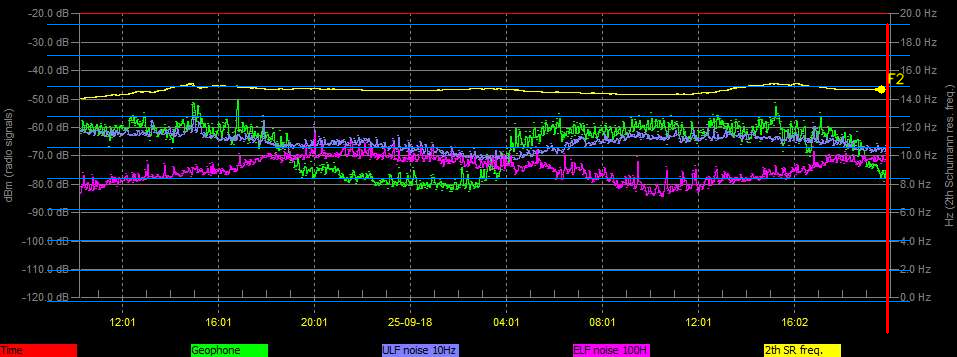 -20.0 dB
20.0 Hz
-30.0 dB
18.0 Hz
-40.0 dB
16.0 Hz
F2
-50.0 dB
14.0 Hz
-60.0 dB
12.0 Hz
-70.0 dB
10.0 Hz
-80.0 dB
8.0 Hz
-90.0 dB
6.0 Hz
-100.0 dB
4.0 Hz
-110.0 dB
2.0 Hz
-120.0 dB
0.0 Hz
dBm (radio signals)
Hz (2th Schumann res. freq.)
12:01 16:01 20:01 25-09-18 04:01 08:01 12:01 16:02
Time Geophone ULF noise 10Hz ELF noise 100H 2th SR freq.